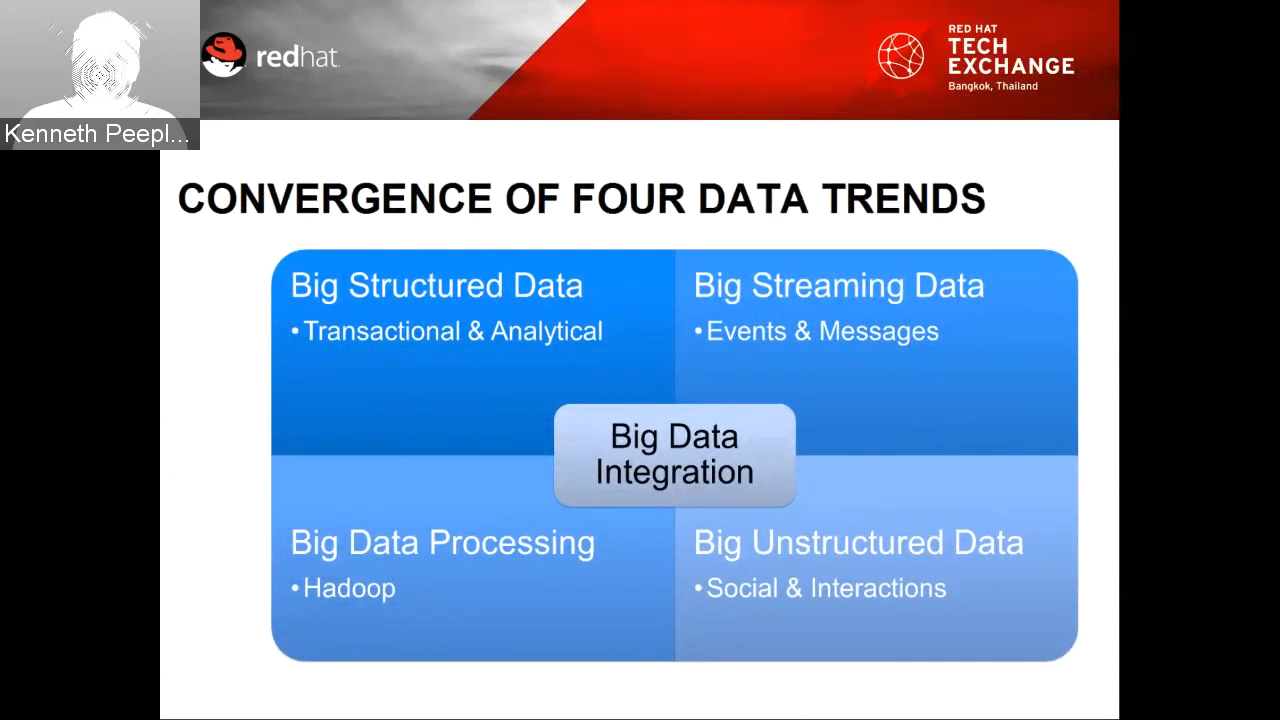 redhat.
RED HAT
TECH
EXCHANGE
Bangkok, Thailand
Kenneth Peepl...
CONVERGENCE OF FOUR DATA TRENDS
Big Structured Data
•Transactional & Analytical
Big Streaming Data
•Events & Messages
Big Data
Integration
Big Data Processing
•Hadoop
Big Unstructured Data
•Social & Interactions